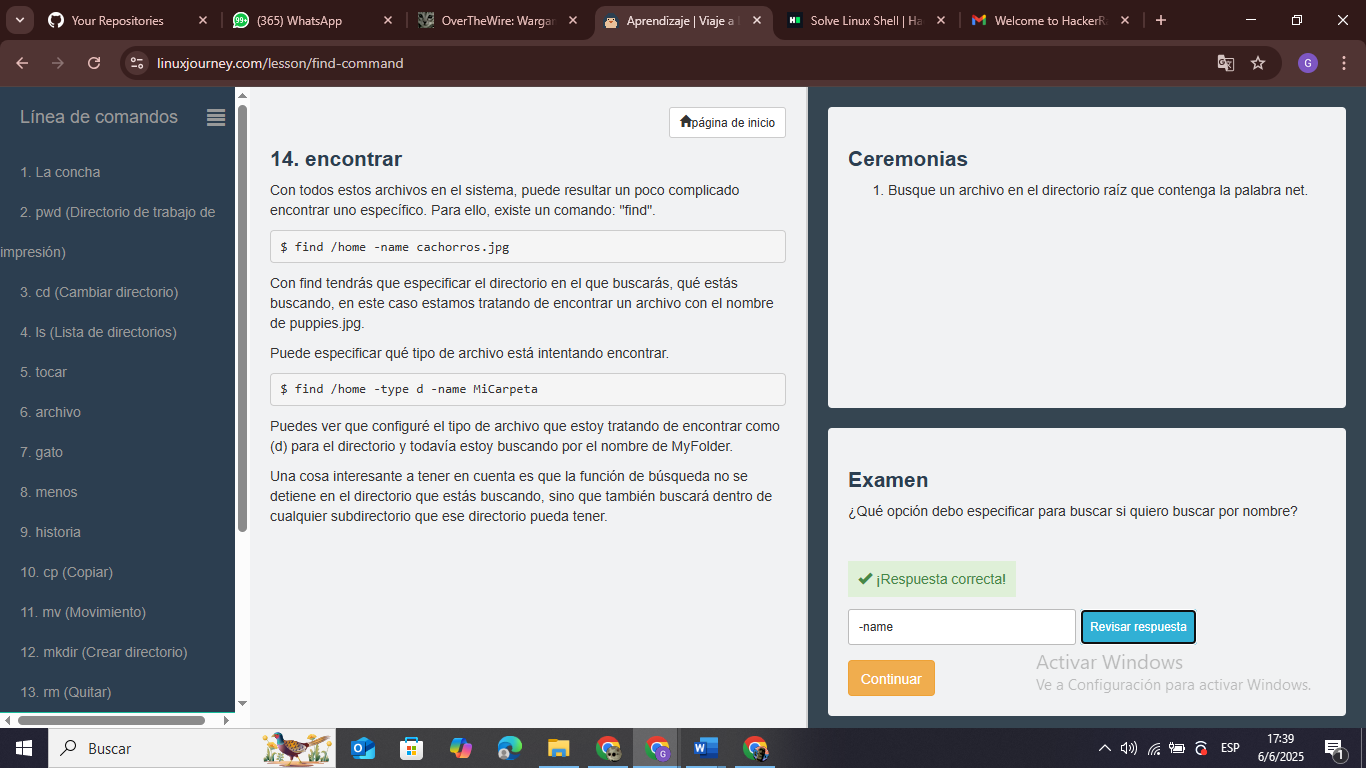 Your Repositories
(365) WhatsApp
OverTheWire: Wargar
Aprendizaje | Viaje a
Solve Linux Shell | Ha
Welcome to HackerR
linuxjourney.com/lesson/find-command
Línea de comandos
1. La concha
2. pwd (Directorio de trabajo de
impresión)
3. cd (Cambiar directorio)
4. ls (Lista de directorios)
5. tocar
6. archivo
7. gato
8. menos
9. historia
10. cp (Copiar)
11. mv (Movimiento)
12. mkdir (Crear directorio)
13. rm (Quitar)
página de inicio
14. encontrar
Con todos estos archivos en el sistema, puede resultar un poco complicado
encontrar uno específico. Para ello, existe un comando: "find".
$ find /home -name cachorros.jpg
Con find tendrás que especificar el directorio en el que buscarás, qué estás
buscando, en este caso estamos tratando de encontrar un archivo con el nombre
de puppies.jpg.
Puede especificar qué tipo de archivo está intentando encontrar.
$ find /home -type d -name MiCarpeta
Puedes ver que configuré el tipo de archivo que estoy tratando de encontrar como
(d) para el directorio y todavía estoy buscando por el nombre de MyFolder.
Una cosa interesante a tener en cuenta es que la función de búsqueda no se
detiene en el directorio que estás buscando, sino que también buscará dentro de
cualquier subdirectorio que ese directorio pueda tener.
Ceremonias
1. Busque un archivo en el directorio raíz que contenga la palabra net.
Examen
¿Qué opción debo especificar para buscar si quiero buscar por nombre?
¡Respuesta correcta!
-name
Revisar respuesta
Continuar
Activar Windows
Ve a Configuración para activar Windows.
Buscar
ESP
17:39
6/6/2025
1